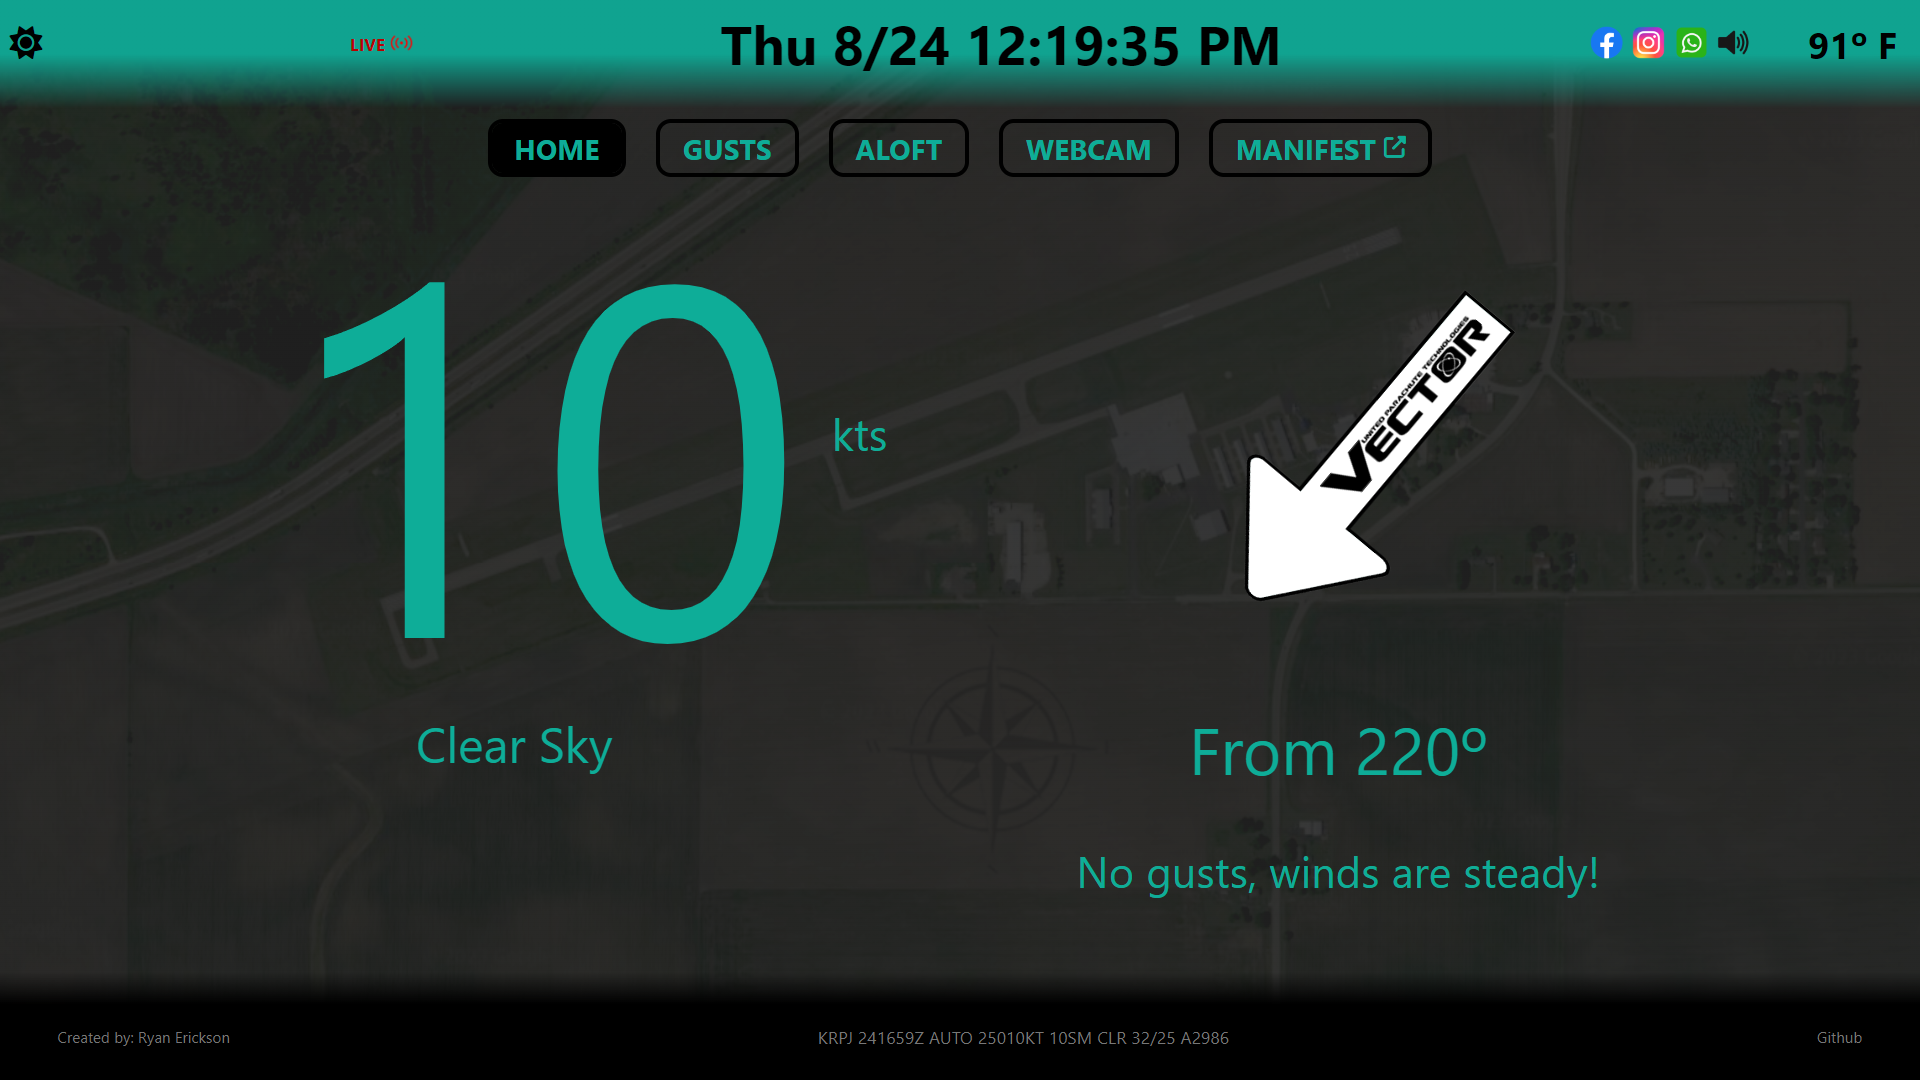 LIVE
Thu 8/24 12:19:35 PM
91º F
HOME
GUSTS
ALOFT
WEBCAM
MANIFEST
10
kts
UNITED PARACHUTE TECHNOLOGIES
VECTOR
Clear Sky
From 220º
No gusts, winds are steady!
Created by: Ryan Erickson
KRPJ 241659Z AUTO 25010KT 10SM CLR 32/25 A2986
Github